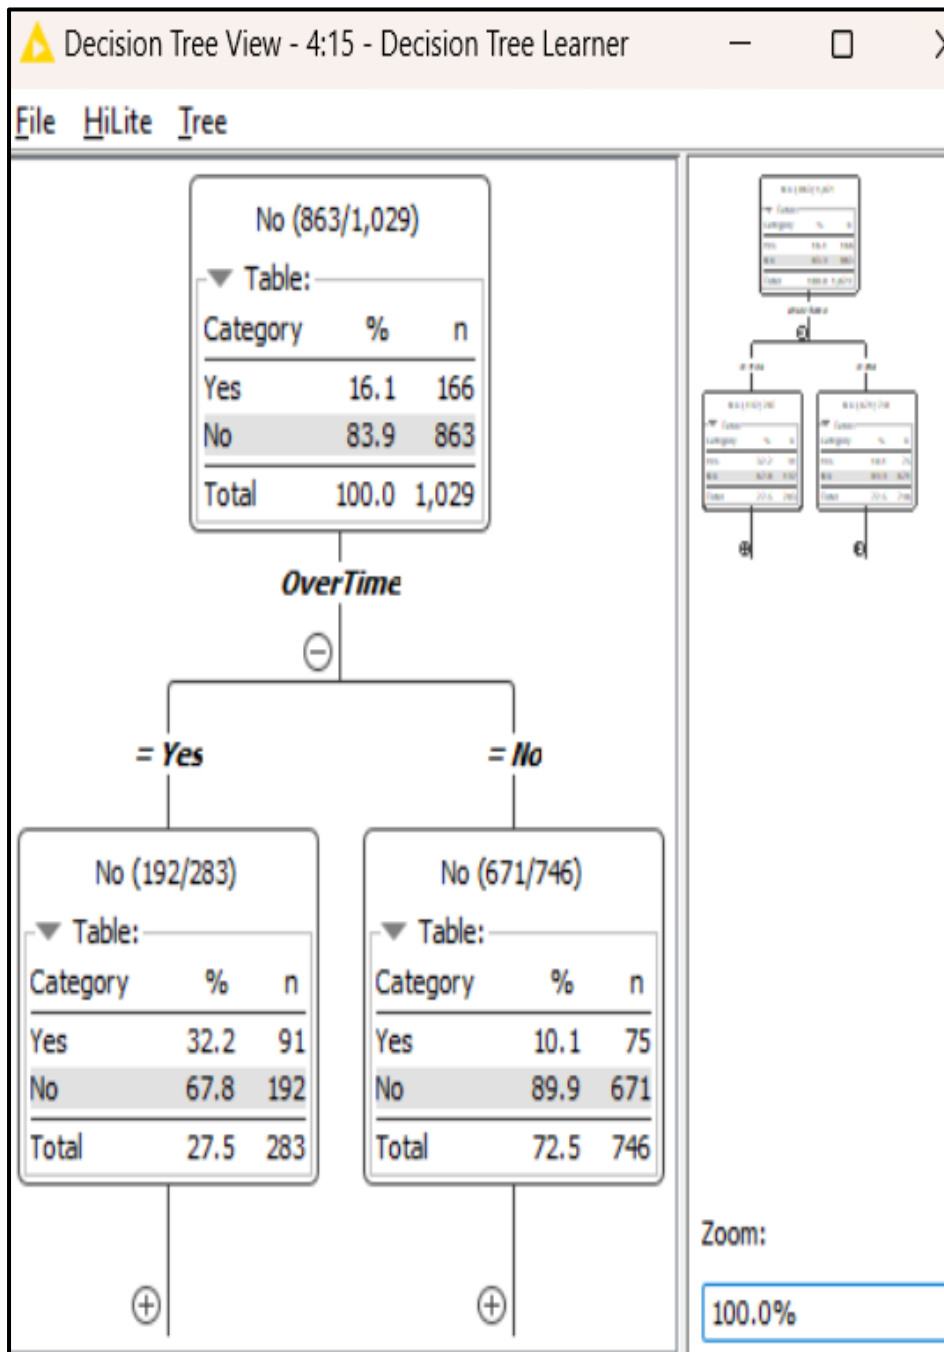 Decision Tree View - 4:15 - Decision Tree Learner
File HiLite Tree
No (863/1,029)
Table:
Category % n
Yes 16.1 166
No 83.9 863
Total 100.0 1,029
OverTime
= Yes
= No
No (192/283)
Table:
Category % n
Yes 32.2 91
No 67.8 192
Total 27.5 283
No (671/746)
Table:
Category % n
Yes 10.1 75
No 89.9 671
Total 72.5 746
Zoom:
100.0%